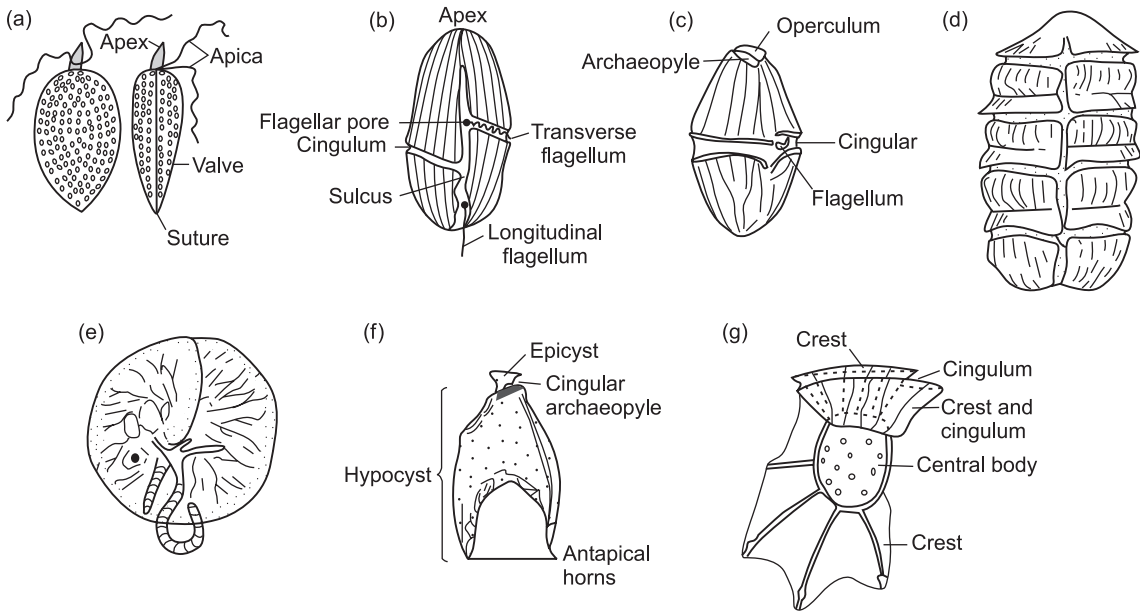 (a)
Apex
Apica
Valve
Suture
(b)
Apex
Flagellar pore
Cingulum
Sulcus
Transverse
flagellum
Longitudinal
flagellum
(c)
Operculum
Archaeopyle
Cingular
Flagellum
(d)
(e)
(f)
Epicyst
Cingular
archaeopyle
Hypocyst
Antapical
horns
(g)
Crest
Cingulum
Crest and
cingulum
Central body
Crest